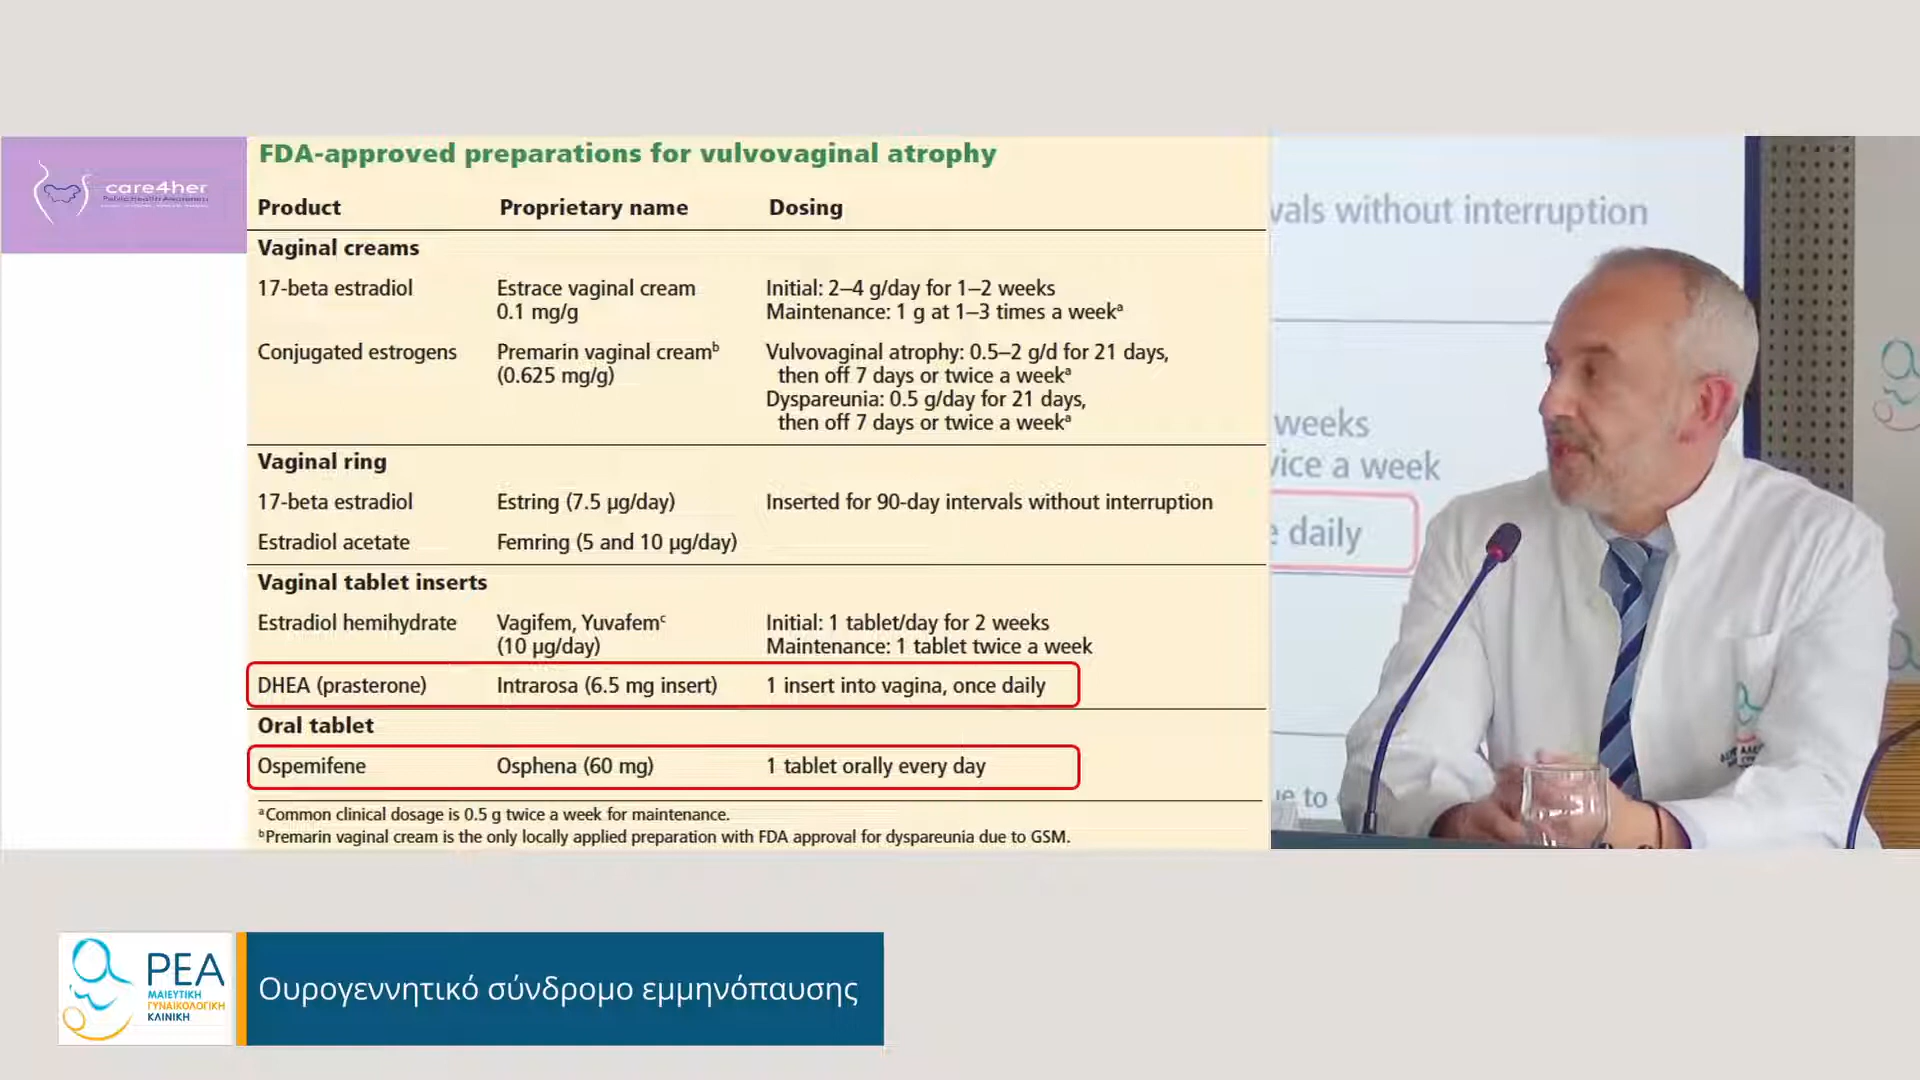 care4her
FDA-approved preparations for vulvovaginal atrophy
Product Proprietary name Dosing
Vaginal creams
17-beta estradiol Estrace vaginal cream Initial: 2–4 g/day for 1–2 weeks
0.1 mg/g Maintenance: 1 g at 1–3 times a weekᵃ
Conjugated estrogens Premarin vaginal creamᵇ Vulvovaginal atrophy: 0.5–2 g/d for 21 days,
(0.625 mg/g) then off 7 days or twice a weekᵃ
Dyspareunia: 0.5 g/day for 21 days,
then off 7 days or twice a weekᵃ
Vaginal ring
17-beta estradiol Estring (7.5 µg/day) Inserted for 90-day intervals without interruption
Estradiol acetate Femring (5 and 10 µg/day)
Vaginal tablet inserts
Estradiol hemihydrate Vagifem, Yuvafemᶜ Initial: 1 tablet/day for 2 weeks
(10 µg/day) Maintenance: 1 tablet twice a week
DHEA (prasterone) Intrarosa (6.5 mg insert) 1 insert into vagina, once daily
Oral tablet
Ospemifene Osphena (60 mg) 1 tablet orally every day
ᵃCommon clinical dosage is 0.5 g twice a week for maintenance.
ᵇPremarin vaginal cream is the only locally applied preparation with FDA approval for dyspareunia due to GSM.
vals without interruption
weeks
vice a week
daily
ue to
ΡΕΑ
ΜΑΙΕΥΤΙΚΗ
ΓΥΝΑΙΚΟΛΟΓΙΚΗ
ΚΛΙΝΙΚΗ
Ουρογεννητικό σύνδρομο εμμηνόπαυσης